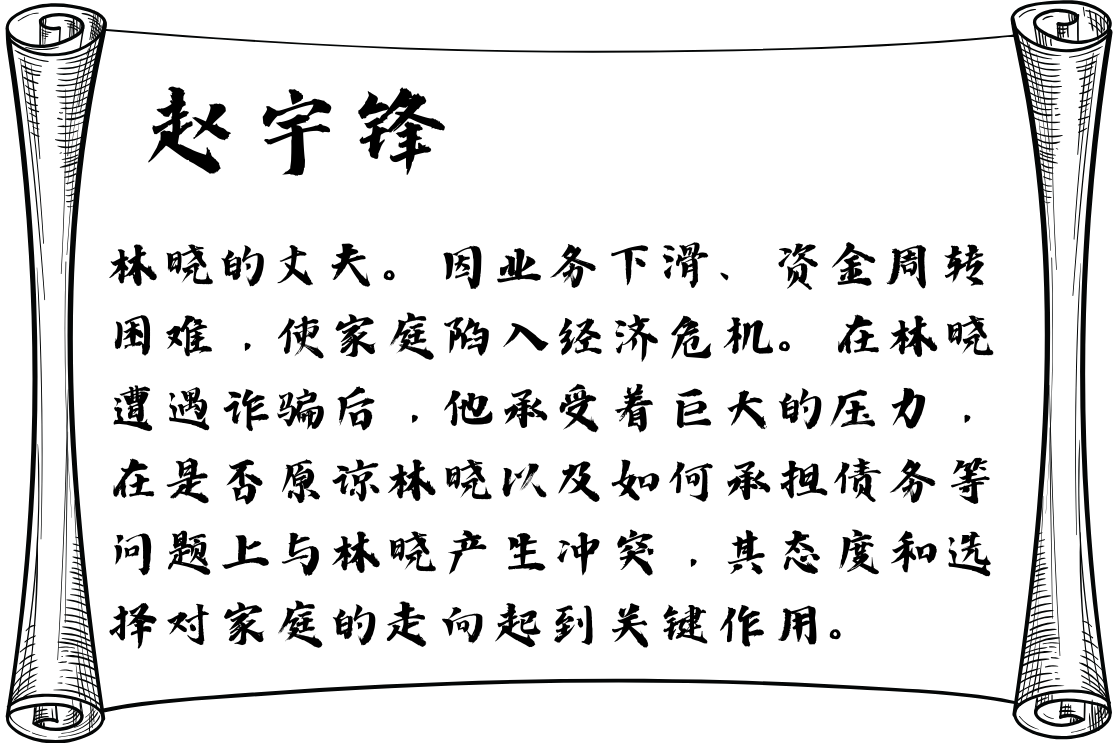 赵宇锋
林晓的丈夫。因业务下滑、资金周转
困难，使家庭陷入经济危机。在林晓
遭遇诈骗后，他承受着巨大的压力，
在是否原谅林晓以及如何承担债务等
问题上与林晓产生冲突，其态度和选
择对家庭的走向起到关键作用。